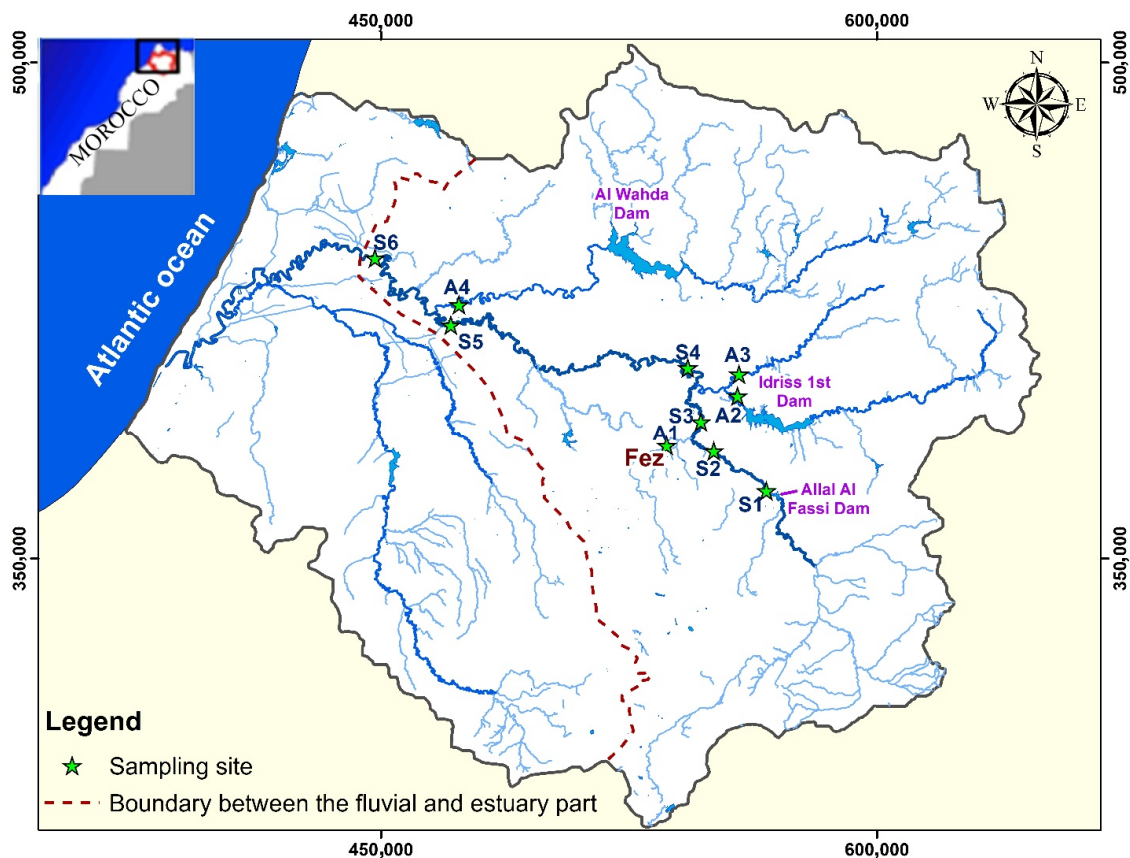 450,000
600,000
500,000
500,000
MOROCCO
N
W
E
S
Atlantic ocean
Al Wahda
Dam
S6
A4
S5
S4
A3
Idriss 1st
Dam
S3
A2
A1
Fez
S2
S1
Allal Al
Fassi Dam
350,000
350,000
Legend
Sampling site
Boundary between the fluvial and estuary part
450,000
600,000